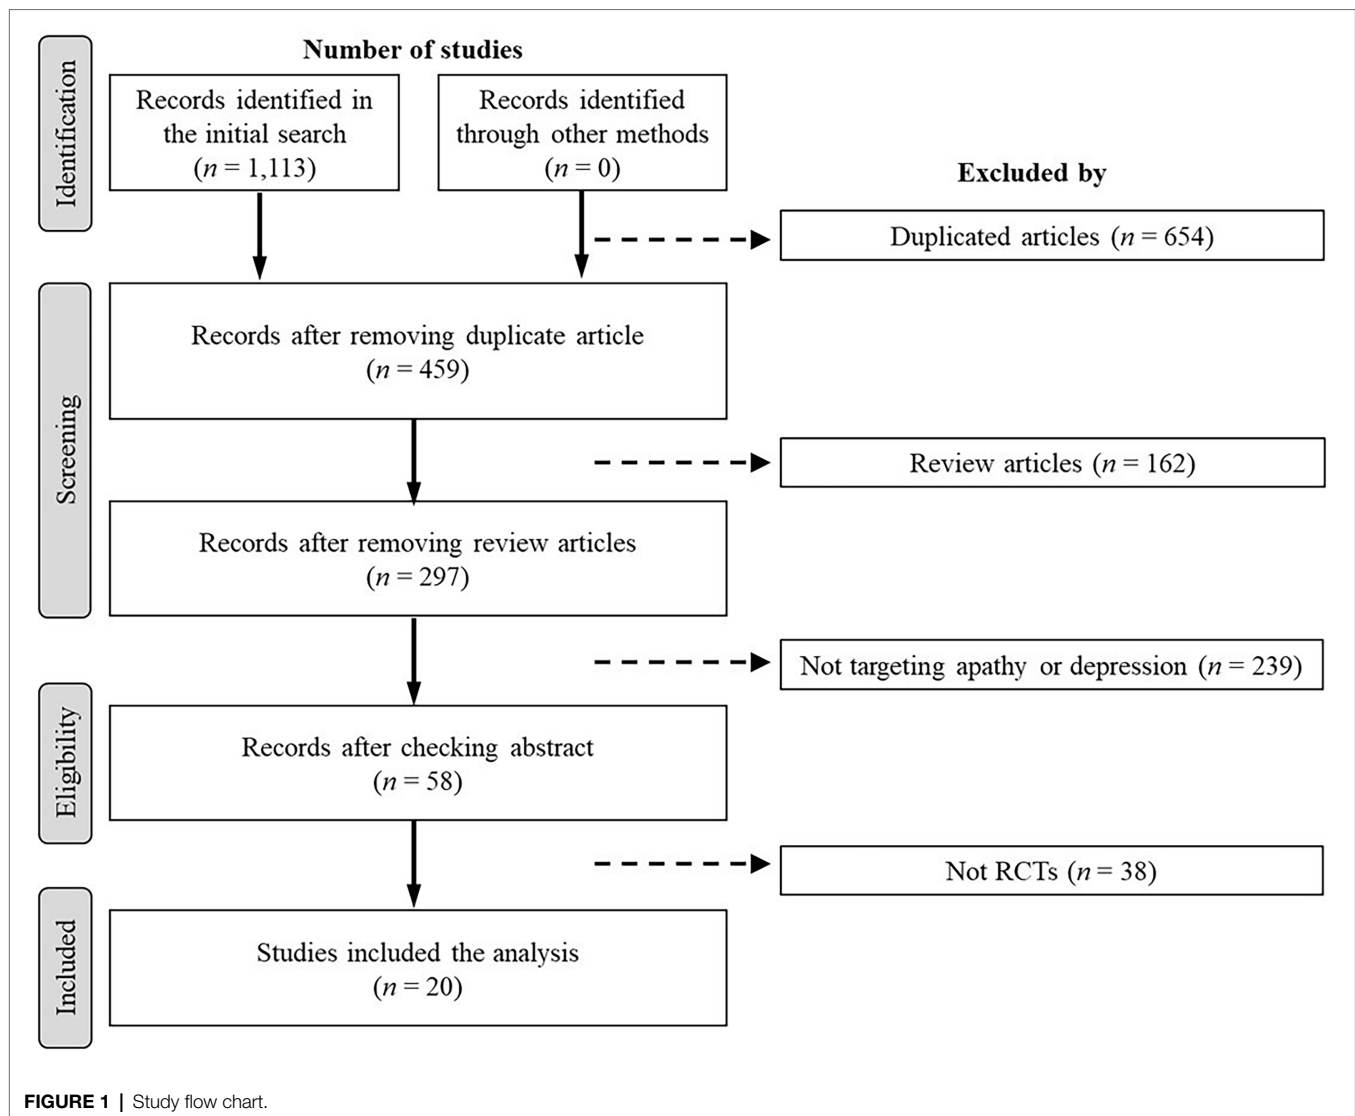 Number of studies
Identification
Records identified in
the initial search
(n = 1,113)
Records identified
through other methods
(n = 0)
Excluded by
Duplicated articles (n = 654)
Screening
Records after removing duplicate article
(n = 459)
Review articles (n = 162)
Records after removing review articles
(n = 297)
Not targeting apathy or depression (n = 239)
Eligibility
Records after checking abstract
(n = 58)
Not RCTs (n = 38)
Included
Studies included the analysis
(n = 20)
FIGURE 1 | Study flow chart.